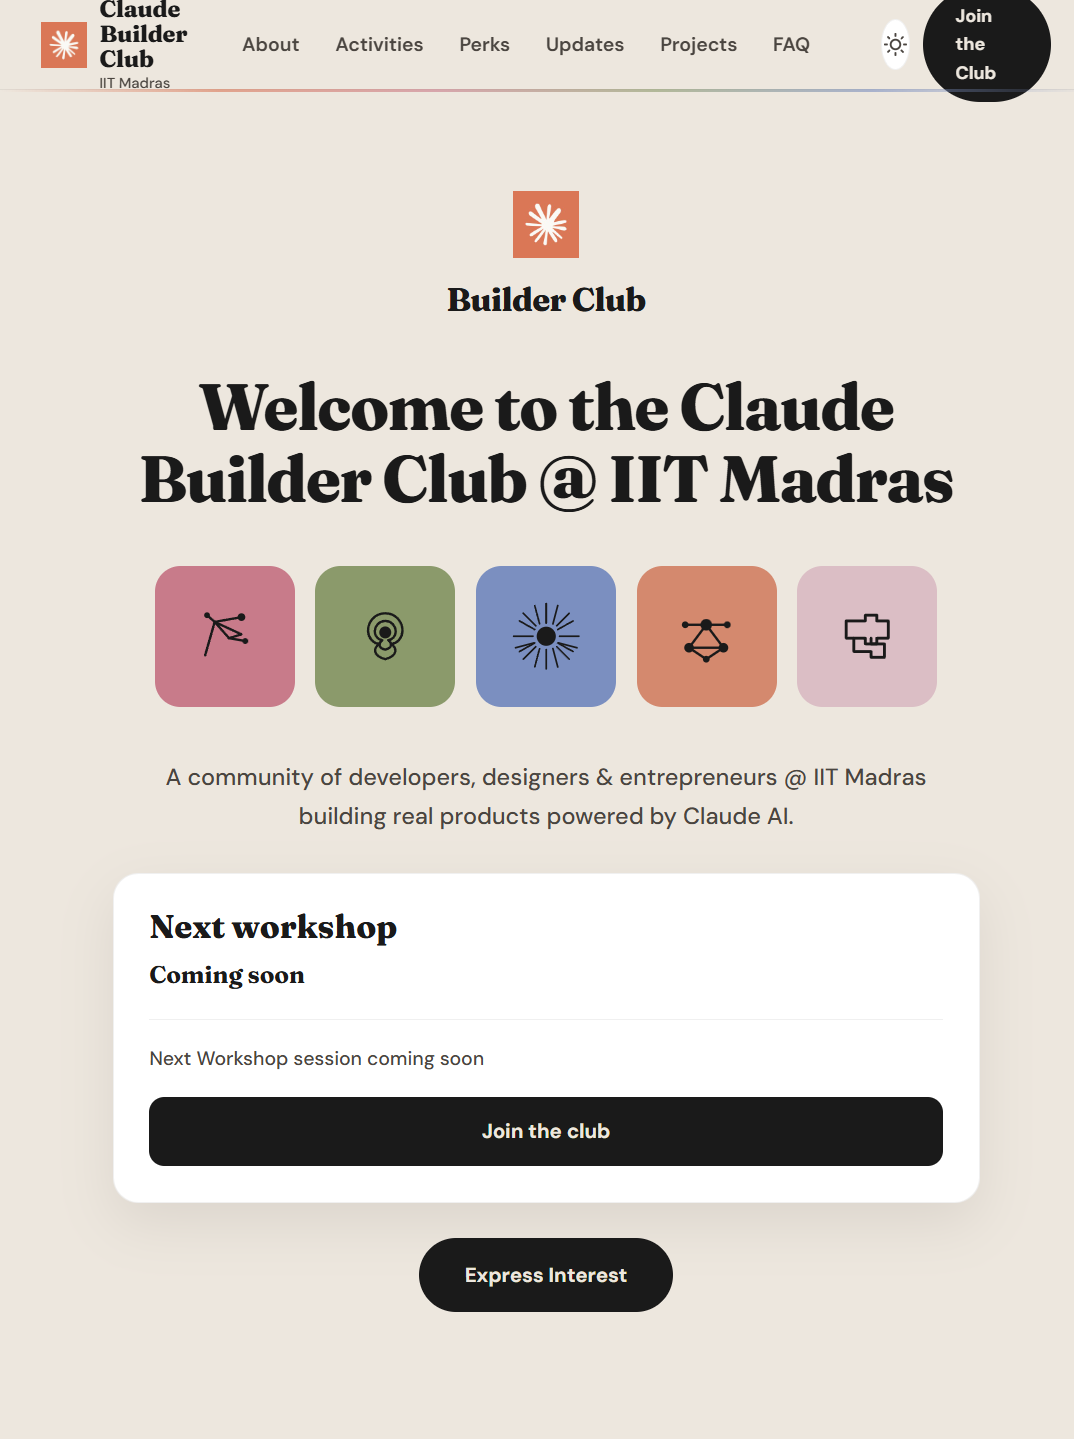 Claude
Builder
Club
IIT Madras
About
Activities
Perks
Updates
Projects
FAQ
Join
the
Club
Builder Club
Welcome to the Claude
Builder Club @ IIT Madras
A community of developers, designers & entrepreneurs @ IIT Madras
building real products powered by Claude AI.
Next workshop
Coming soon
Next Workshop session coming soon
Join the club
Express Interest